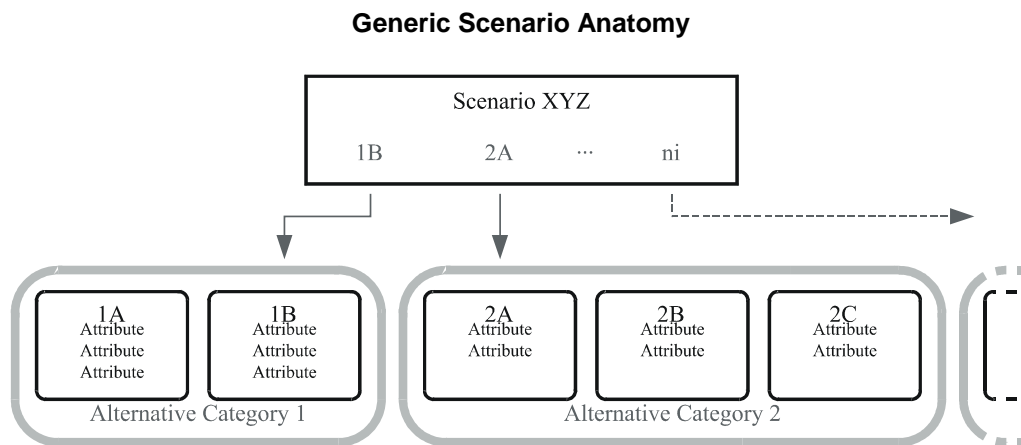 Generic Scenario Anatomy
Scenario XYZ
1B 2A ... ni
1A 1B 2A 2B 2C
Attribute Attribute Attribute Attribute Attribute
Attribute Attribute Attribute Attribute Attribute
Attribute Attribute
Alternative Category 1 Alternative Category 2